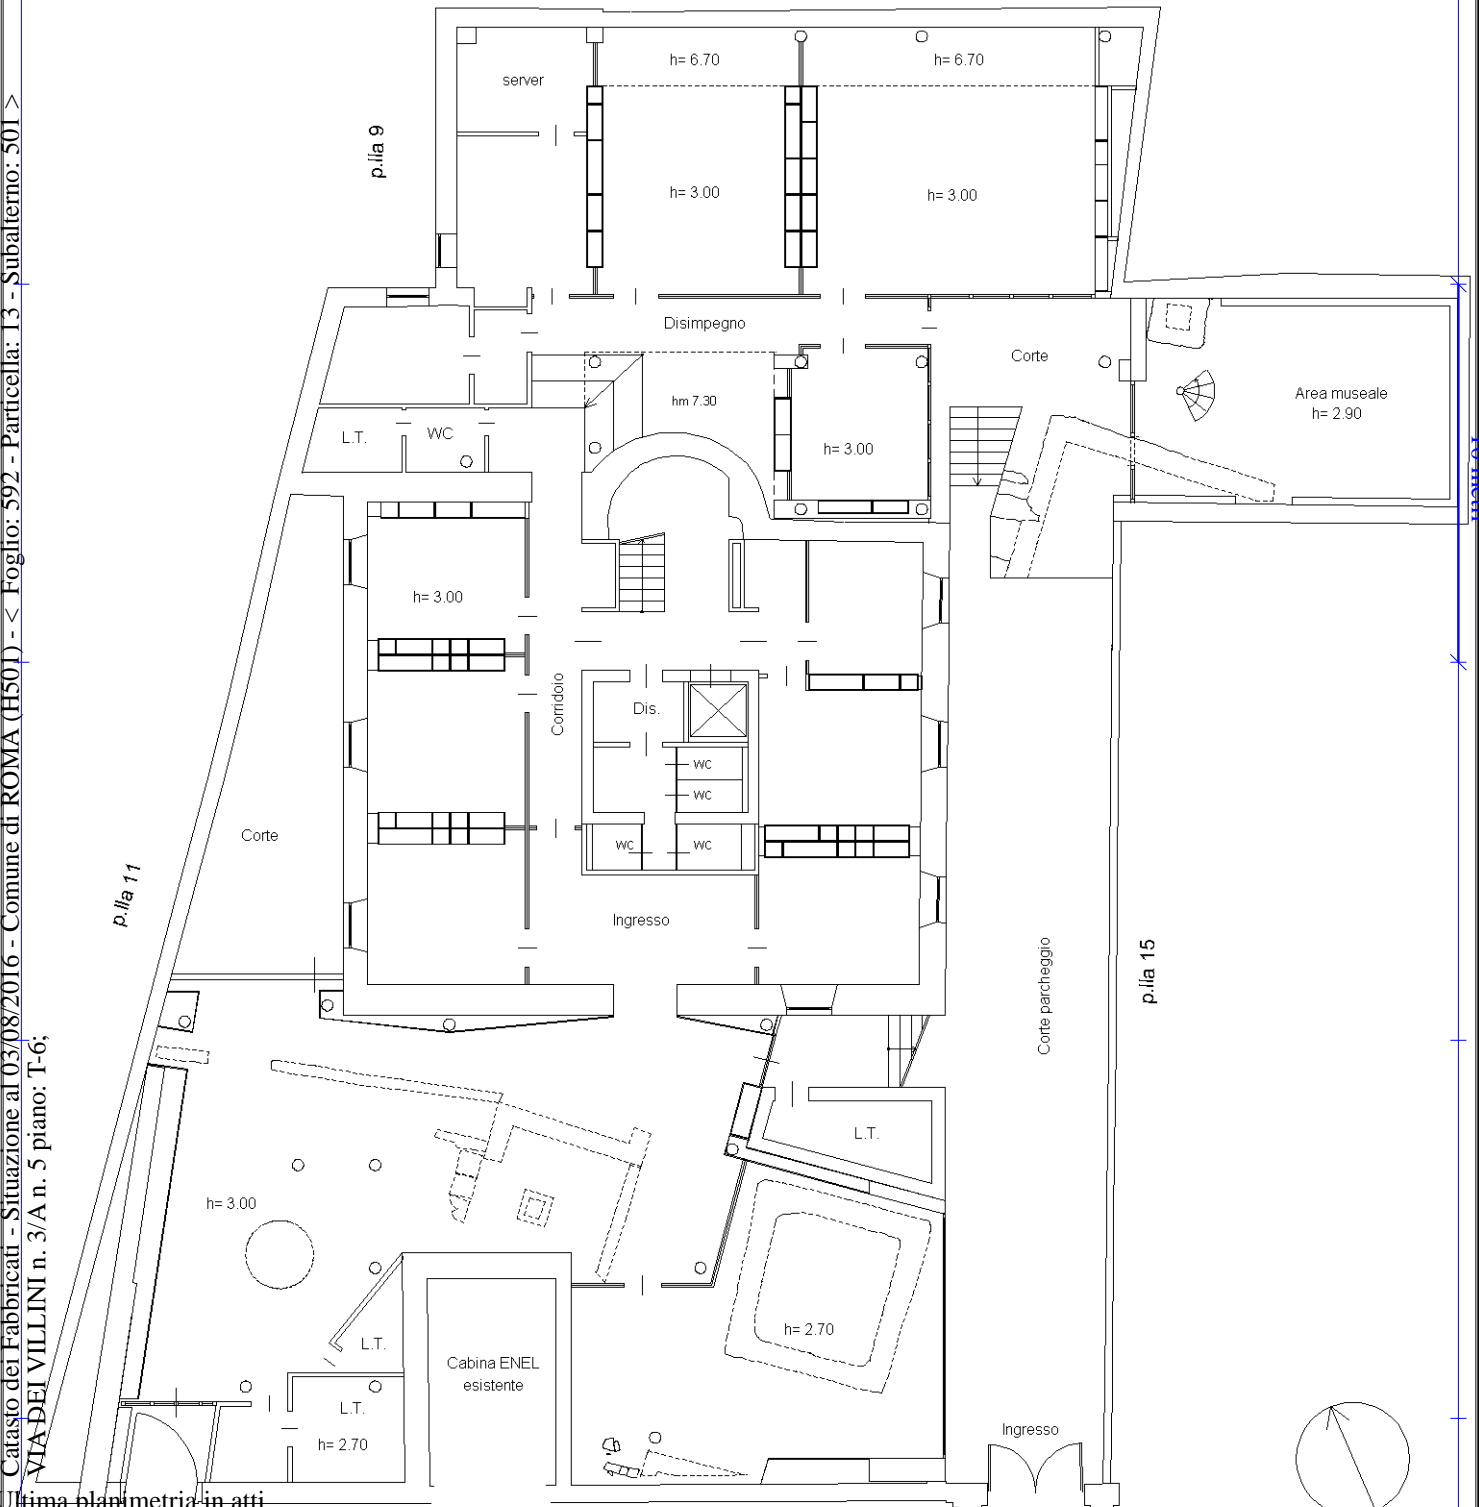 h= 6.70
h= 6.70
server
p.lla 9
h= 3.00
h= 3.00
Disimpegno
Corte
Area museale
h= 2.90
hm 7.30
L.T.
WC
h= 3.00
10 metri
h= 3.00
Corridoio
Dis.
WC
WC
WC
WC
Corte
p.lla 11
Ingresso
Corte parcheggio
p.lla 15
L.T.
h= 3.00
h= 2.70
L.T.
Cabina ENEL
esistente
L.T.
h= 2.70
Ingresso
Catasto dei Fabbricati - Situazione al 03/08/2016 - Comune di ROMA (H501) - < Foglio: 592 - Particella: 13 - Subalterno: 501 >
VIA DEI VILLINI n. 3/A n. 5 piano: T-6;
Ultima planimetria in atti